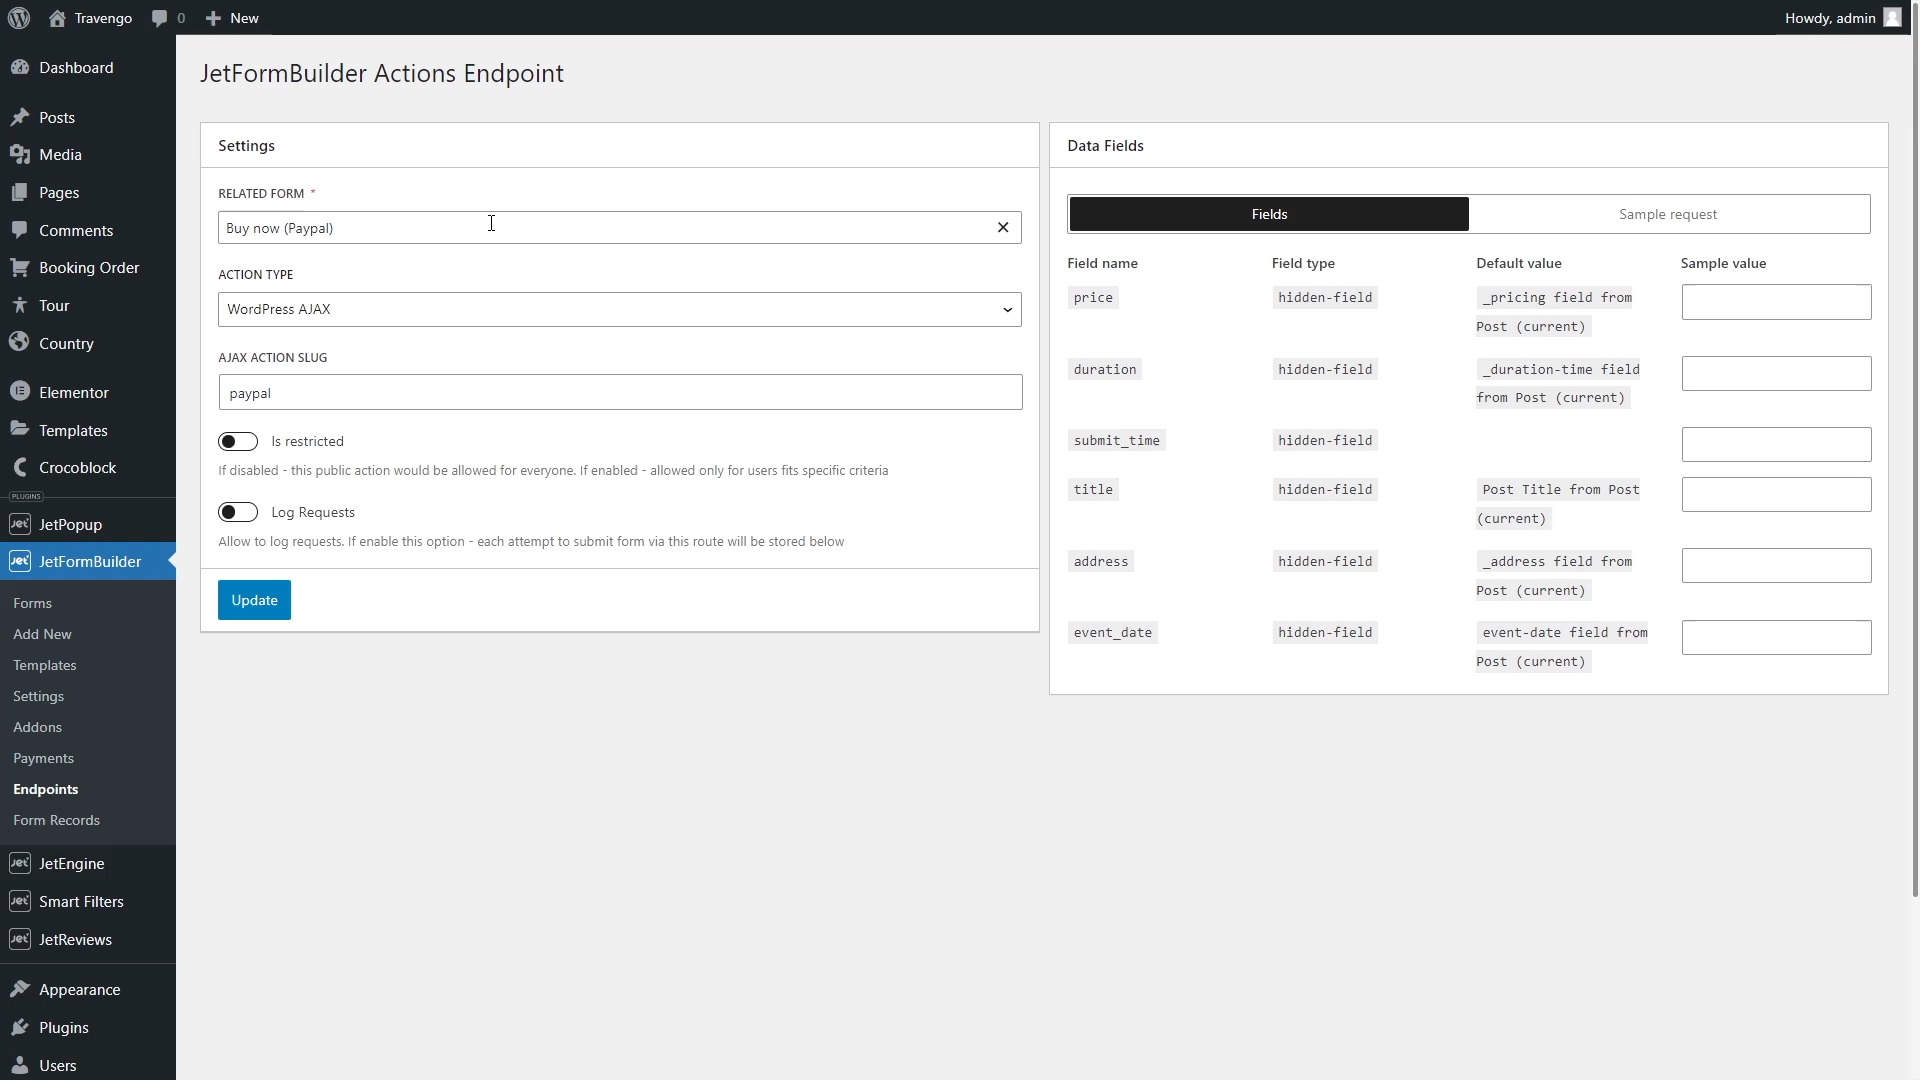 Travengo
0
New
Howdy, admin
Dashboard
Posts
Media
Pages
Comments
Booking Order
Tour
Country
Elementor
Templates
Crocoblock
PLUGINS
JetPopup
JetFormBuilder
Forms
Add New
Templates
Settings
Addons
Payments
Endpoints
Form Records
JetEngine
Smart Filters
JetReviews
Appearance
Plugins
Users
JetFormBuilder Actions Endpoint
Settings
RELATED FORM *
Buy now (Paypal)
ACTION TYPE
WordPress AJAX
AJAX ACTION SLUG
paypal
Is restricted
If disabled - this public action would be allowed for everyone. If enabled - allowed only for users fits specific criteria
Log Requests
Allow to log requests. If enable this option - each attempt to submit form via this route will be stored below
Update
Data Fields
Fields
Sample request
Field name Field type Default value Sample value
price hidden-field _pricing field from
Post (current)
duration hidden-field _duration-time field
from Post (current)
submit_time hidden-field
title hidden-field Post Title from Post
(current)
address hidden-field _address field from
Post (current)
event_date hidden-field event-date field from
Post (current)